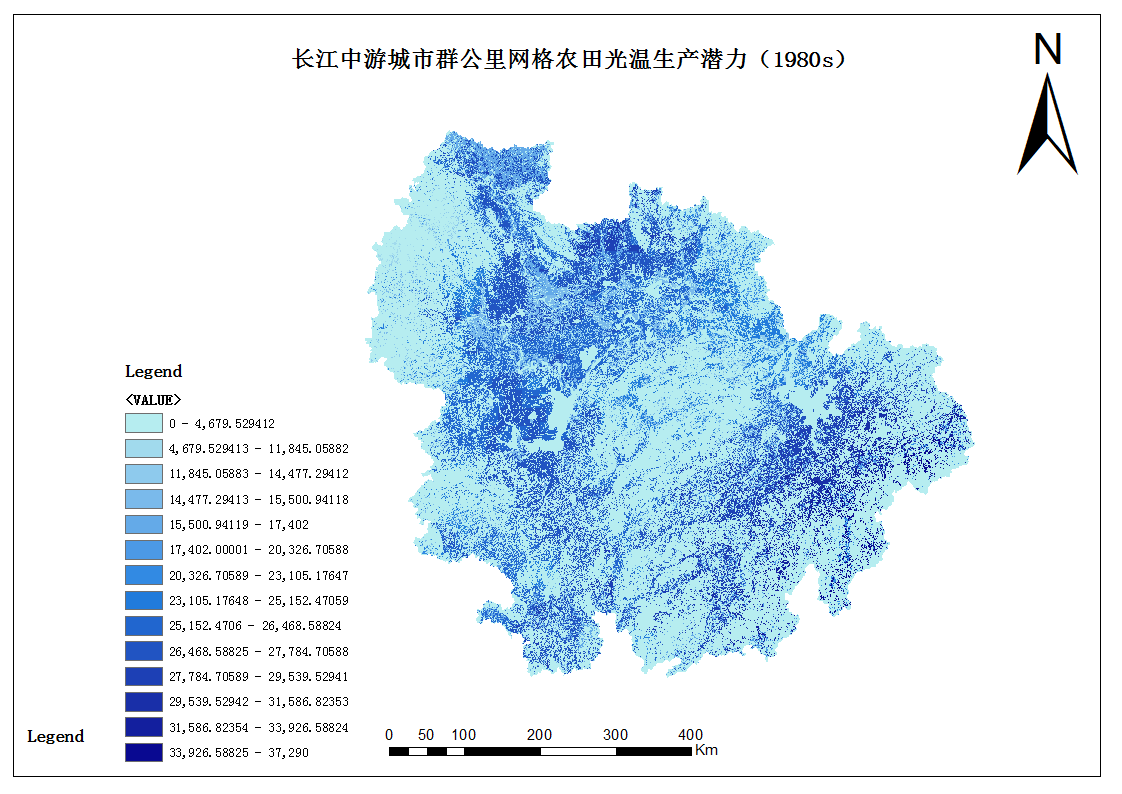 长江中游城市群公里网格农田光温生产潜力（1980s）
N
Legend
<VALUE>
0 - 4,679.529412
4,679.529413 - 11,845.05882
11,845.05883 - 14,477.29412
14,477.29413 - 15,500.94118
15,500.94119 - 17,402
17,402.00001 - 20,326.70588
20,326.70589 - 23,105.17647
23,105.17648 - 25,152.47059
25,152.4706 - 26,468.58824
26,468.58825 - 27,784.70588
27,784.70589 - 29,539.52941
29,539.52942 - 31,586.82353
31,586.82354 - 33,926.58824
33,926.58825 - 37,290
Legend
0 50 100 200 300 400
Km